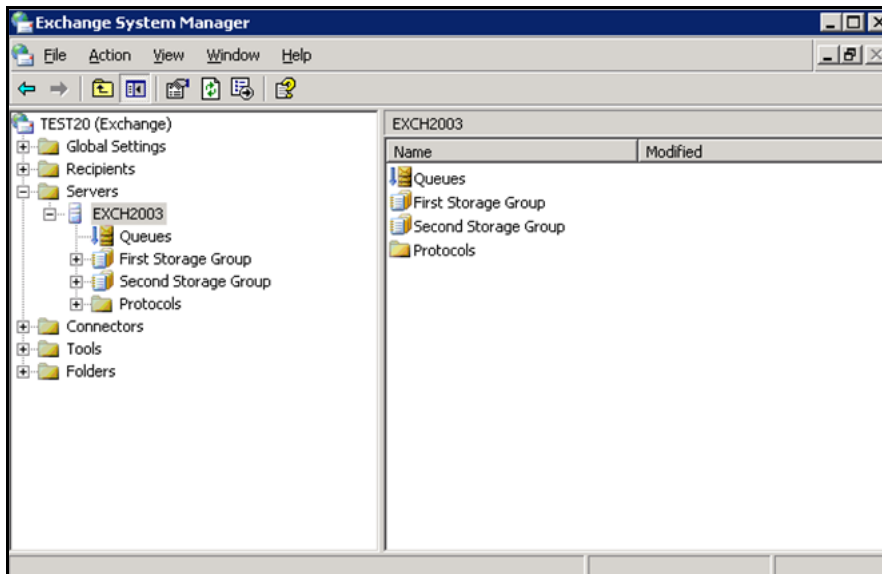 Exchange System Manager
File Action View Window Help
TEST20 (Exchange)
Global Settings
Recipients
Servers
EXCH2003
Queues
First Storage Group
Second Storage Group
Protocols
Connectors
Tools
Folders
EXCH2003
Name Modified
Queues
First Storage Group
Second Storage Group
Protocols